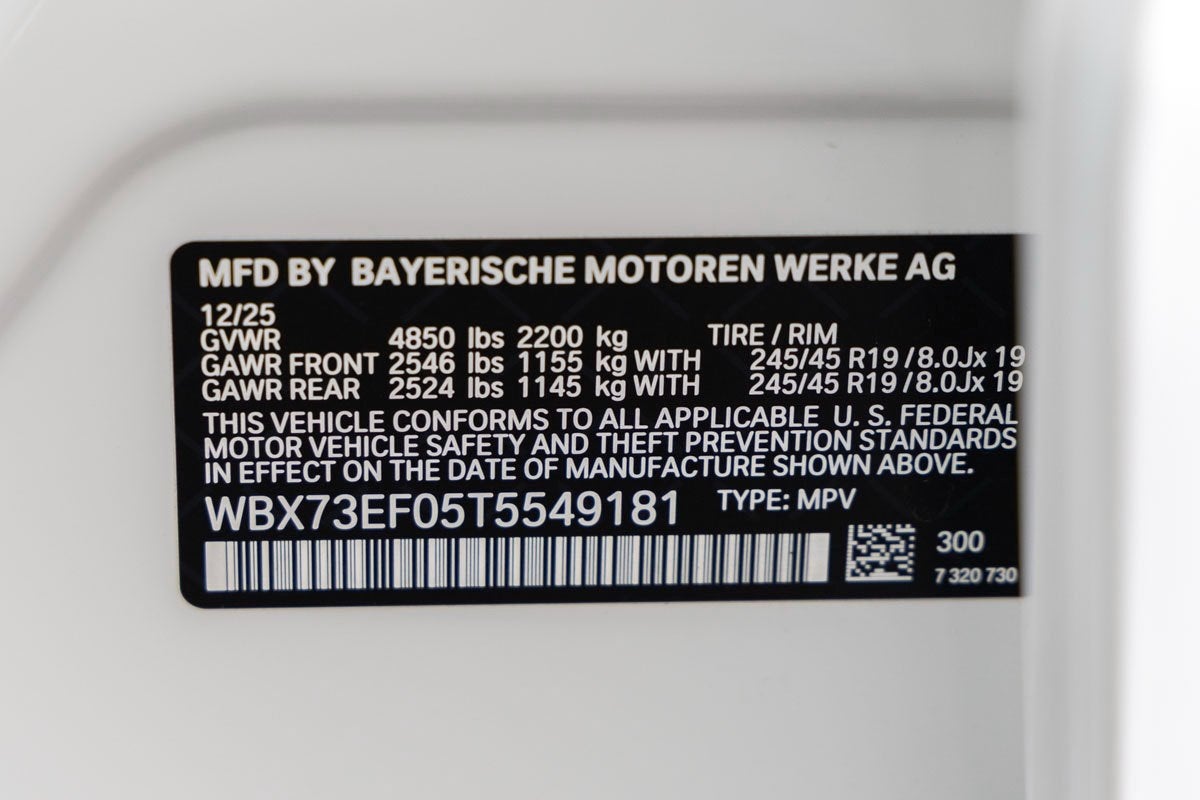 MFD BY BAYERISCHE MOTOREN WERKE AG
12/25
GVWR 4850 lbs 2200 kg TIRE / RIM
GAWR FRONT 2546 lbs 1155 kg WITH 245/45 R19 / 8.0Jx 19
GAWR REAR 2524 lbs 1145 kg WITH 245/45 R19 / 8.0Jx 19
THIS VEHICLE CONFORMS TO ALL APPLICABLE U. S. FEDERAL
MOTOR VEHICLE SAFETY AND THEFT PREVENTION STANDARDS
IN EFFECT ON THE DATE OF MANUFACTURE SHOWN ABOVE.
WBX73EF05T5549181 TYPE: MPV
300
7 320 730